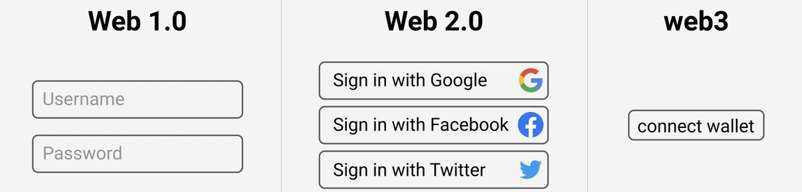 Web 1.0
Username
Password
Web 2.0
Sign in with Google
Sign in with Facebook
Sign in with Twitter
web3
connect wallet